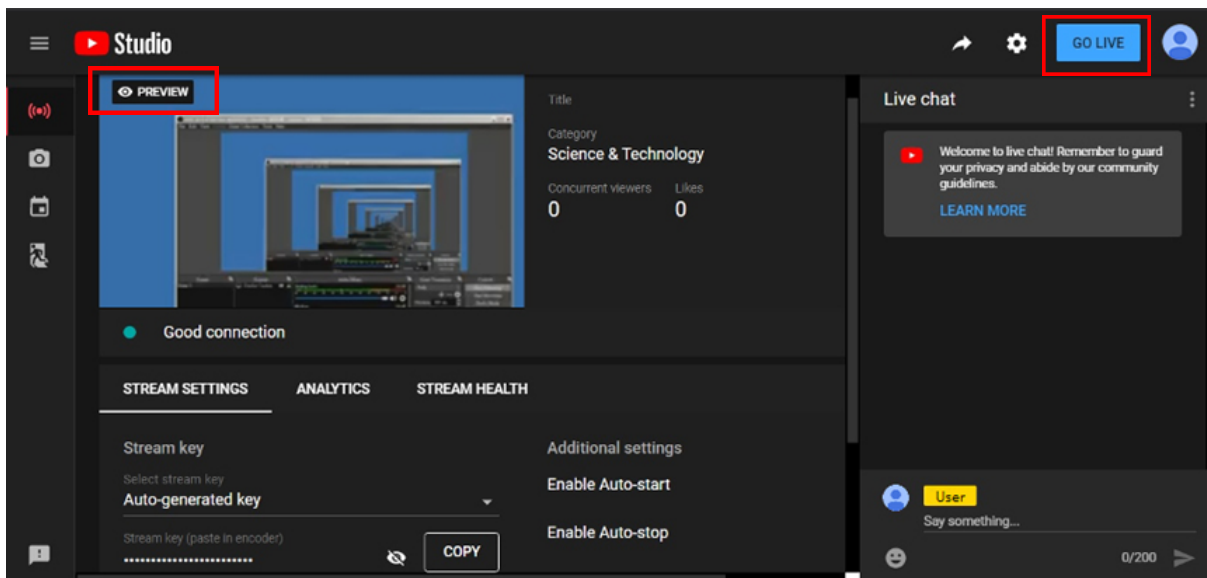 Studio
GO LIVE
PREVIEW
Title
Category
Science & Technology
Concurrent viewers Likes
0 0
Good connection
STREAM SETTINGS ANALYTICS STREAM HEALTH
Stream key
Select stream key
Auto-generated key
Stream key (paste in encoder)
••••••••••••••••••••••••
COPY
Additional settings
Enable Auto-start
Enable Auto-stop
Live chat
Welcome to live chat! Remember to guard
your privacy and abide by our community
guidelines.
LEARN MORE
User
Say something...
0/200